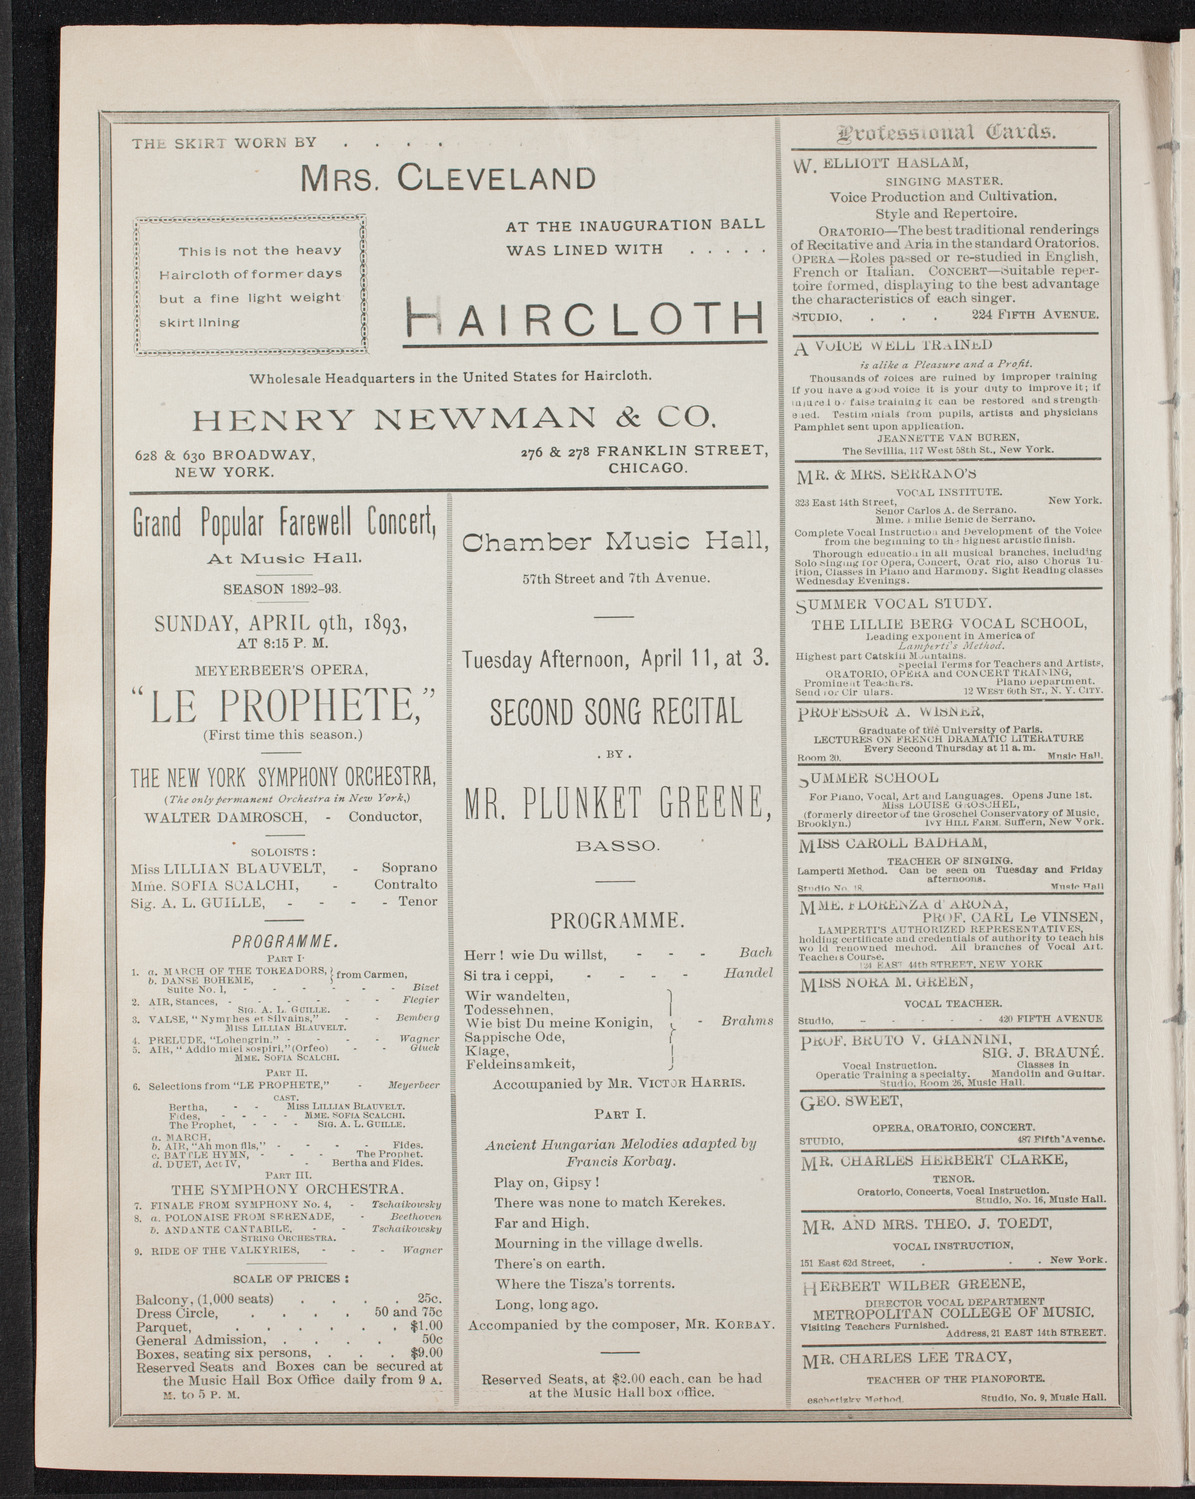 THE SKIRT WORN BY . . . .
MRS. CLEVELAND
AT THE INAUGURATION BALL
WAS LINED WITH . . . . .
This is not the heavy
Haircloth of former days
but a fine light weight
skirt lining
HAIRCLOTH
Wholesale Headquarters in the United States for Haircloth.
HENRY NEWMAN & CO.
628 & 630 BROADWAY,
NEW YORK.
276 & 278 FRANKLIN STREET,
CHICAGO.
Grand Popular Farewell Concert,
At Music Hall.
SEASON 1892-93.
SUNDAY, APRIL 9th, 1893,
AT 8:15 P. M.
MEYERBEER'S OPERA,
"LE PROPHETE,"
(First time this season.)
THE NEW YORK SYMPHONY ORCHESTRA,
(The only permanent Orchestra in New York,)
WALTER DAMROSCH, - Conductor,
SOLOISTS:
Miss LILLIAN BLAUVELT, - Soprano
Mme. SOFIA SCALCHI, - Contralto
Sig. A. L. GUILLE, - - - - Tenor
PROGRAMME.
PART I.
1. a. MARCH OF THE TOREADORS, } from Carmen,
b. DANSE BOHEME,
Suite No. 1, - - - - - - Bizet
2. AIR, Stances, - - - - - - Flegier
SIG. A. L. GUILLE.
3. VALSE, "Nymphes et Silvains," - - Bemberg
MISS LILLIAN BLAUVELT.
4. PRELUDE, "Lohengrin," - - - - Wagner
5. AIR, "Addio miei sospiri," (Orfeo) - - Gluck
MME. SOFIA SCALCHI.
PART II.
6. Selections from "LE PROPHETE," - Meyerbeer
CAST.
Bertha, - - MISS LILLIAN BLAUVELT.
Fides, - - - - MME. SOFIA SCALCHI.
The Prophet, - - - SIG. A. L. GUILLE.
a. MARCH,
b. AIR, "Ah mon fils," - - - - Fides.
c. BATTLE HYMN, - - - The Prophet.
d. DUET, Act IV, - Bertha and Fides.
PART III.
THE SYMPHONY ORCHESTRA.
7. FINALE FROM SYMPHONY No. 4, - Tschaikowsky
8. a. POLONAISE FROM SERENADE, - Beethoven
b. ANDANTE CANTABILE, - - Tschaikowsky
STRING ORCHESTRA.
9. RIDE OF THE VALKYRIES, - - - Wagner
SCALE OF PRICES:
Balcony, (1,000 seats) . . . . 25c.
Dress Circle, . . . . 50 and 75c
Parquet, . . . . . . $1.00
General Admission, . . . . 50c
Boxes, seating six persons, . . . $9.00
Reserved Seats and Boxes can be secured at
the Music Hall Box Office daily from 9 A.
M. to 5 P. M.
Chamber Music Hall,
57th Street and 7th Avenue.
Tuesday Afternoon, April 11, at 3.
SECOND SONG RECITAL
. BY .
MR. PLUNKET GREENE,
BASSO.
PROGRAMME.
Herr! wie Du willst, - - - Bach
Si tra i ceppi, - - - - Handel
Wir wandelten,
Todessehnen,
Wie bist Du meine Konigin, } - Brahms
Sappische Ode,
Klage,
Feldeinsamkeit,
Accompanied by MR. VICTOR HARRIS.
PART I.
Ancient Hungarian Melodies adapted by
Francis Korbay.
Play on, Gipsy!
There was none to match Kerekes.
Far and High,
Mourning in the village dwells.
There's on earth.
Where the Tisza's torrents.
Long, long ago.
Accompanied by the composer, MR. KORBAY.
Reserved Seats, at $2.00 each, can be had
at the Music Hall box office.
Professional Cards.
W. ELLIOTT HASLAM,
SINGING MASTER.
Voice Production and Cultivation.
Style and Repertoire.
ORATORIO—The best traditional renderings
of Recitative and Aria in the standard Oratorios.
OPERA—Roles passed or re-studied in English,
French or Italian. CONCERT—Suitable reper-
toire formed, displaying to the best advantage
the characteristics of each singer.
STUDIO, . . . 224 FIFTH AVENUE.
A VOICE WELL TRAINED
is alike a Pleasure and a Profit.
Thousands of voices are ruined by improper training
If you have a good voice it is your duty to improve it; if
injured by false training it can be restored and strength
ened. Testimonials from pupils, artists and physicians
Pamphlet sent upon application.
JEANNETTE VAN BUREN,
The Sevillia, 117 West 58th St., New York.
MR. & MRS. SERRANO'S
VOCAL INSTITUTE.
323 East 14th Street, New York.
Senor Carlos A. de Serrano.
Mme. Emilie Benic de Serrano.
Complete Vocal Instruction and Development of the Voice
from the beginning to the highest artistic finish.
Thorough education in all musical branches, including
Solo Singing for Opera, Concert, Oratorio, also Chorus Tu-
ition, Classes in Piano and Harmony. Sight Reading classes
Wednesday Evenings.
SUMMER VOCAL STUDY.
THE LILLIE BERG VOCAL SCHOOL,
Leading exponent in America of
Lamperti's Method.
Highest part Catskill Mountains.
Special Terms for Teachers and Artists,
ORATORIO, OPERA and CONCERT TRAINING,
Prominent Teachers. Piano Department.
Send for Circulars. 12 WEST 60th ST., N. Y. CITY.
PROFESSOR A. WISNER,
Graduate of the University of Paris.
LECTURES ON FRENCH DRAMATIC LITERATURE
Every Second Thursday at 11 a. m.
Room 20. Music Hall.
SUMMER SCHOOL
For Piano, Vocal, Art and Languages. Opens June 1st.
Miss LOUISE GROSCHEL,
(formerly director of the Groschel Conservatory of Music,
Brooklyn.) IVY HILL FARM. Suffern, New York.
MISS CAROLL BADHAM,
TEACHER OF SINGING.
Lamperti Method. Can be seen on Tuesday and Friday
afternoons.
Studio No. 18. Music Hall
MME. FLORENZA d' ARONA,
PROF. CARL Le VINSEN,
LAMPERTI'S AUTHORIZED REPRESENTATIVES,
holding certificate and credentials of authority to teach his
world renowned method. All branches of Vocal Art.
Teachers Course.
124 EAST 44th STREET, NEW YORK
MISS NORA M. GREEN,
VOCAL TEACHER.
Studio, - - - - - 420 FIFTH AVENUE
PROF. BRUTO V. GIANNINI,
SIG. J. BRAUNÉ.
Vocal Instruction. Classes in
Operatic Training a specialty. Mandolin and Guitar.
Studio, Room 26, Music Hall.
GEO. SWEET,
OPERA, ORATORIO, CONCERT.
STUDIO, 487 Fifth Avenue.
MR. CHARLES HERBERT CLARKE,
TENOR.
Oratorio, Concerts, Vocal Instruction.
Studio, No. 16, Music Hall.
MR. AND MRS. THEO. J. TOEDT,
VOCAL INSTRUCTION,
151 East 62d Street, . . . New York.
HERBERT WILBER GREENE,
DIRECTOR VOCAL DEPARTMENT
METROPOLITAN COLLEGE OF MUSIC.
Visiting Teachers Furnished.
Address, 21 EAST 14th STREET.
MR. CHARLES LEE TRACY,
TEACHER OF THE PIANOFORTE.
eschetizky Method. Studio, No. 9, Music Hall.